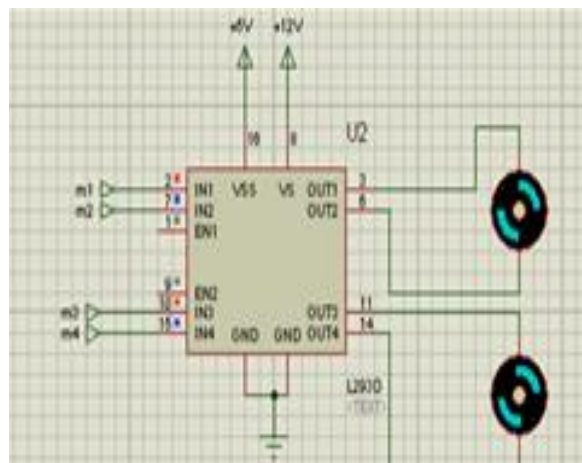 +5V +12V
16 8
U2
m1 2 IN1 VSS VS OUT1 3
m2 7 IN2 OUT2 6
1 EN1
9 EN2
m3 10 IN3 OUT3 11
m4 15 IN4 GND GND OUT4 14
L293D
<TEXT>